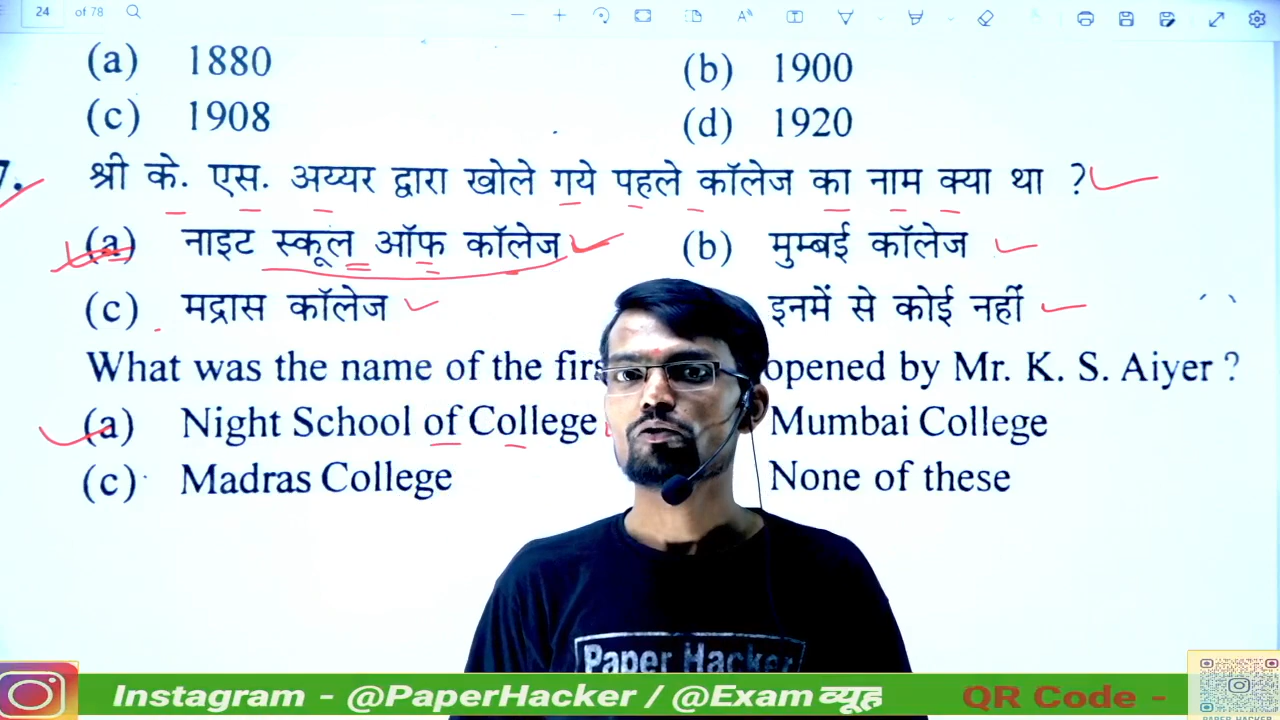 24 of 78
(a) 1880 (b) 1900
(c) 1908 (d) 1920
7. श्री के. एस. अय्यर द्वारा खोले गये पहले कॉलेज का नाम क्या था ?
(a) नाइट स्कूल ऑफ कॉलेज (b) मुम्बई कॉलेज
(c) मद्रास कॉलेज इनमें से कोई नहीं
What was the name of the firs opened by Mr. K. S. Aiyer ?
(a) Night School of College Mumbai College
(c) Madras College None of these
Paper Hacker
Instagram - @PaperHacker / @Examव्यूह QR Code -
PAPER HACKER